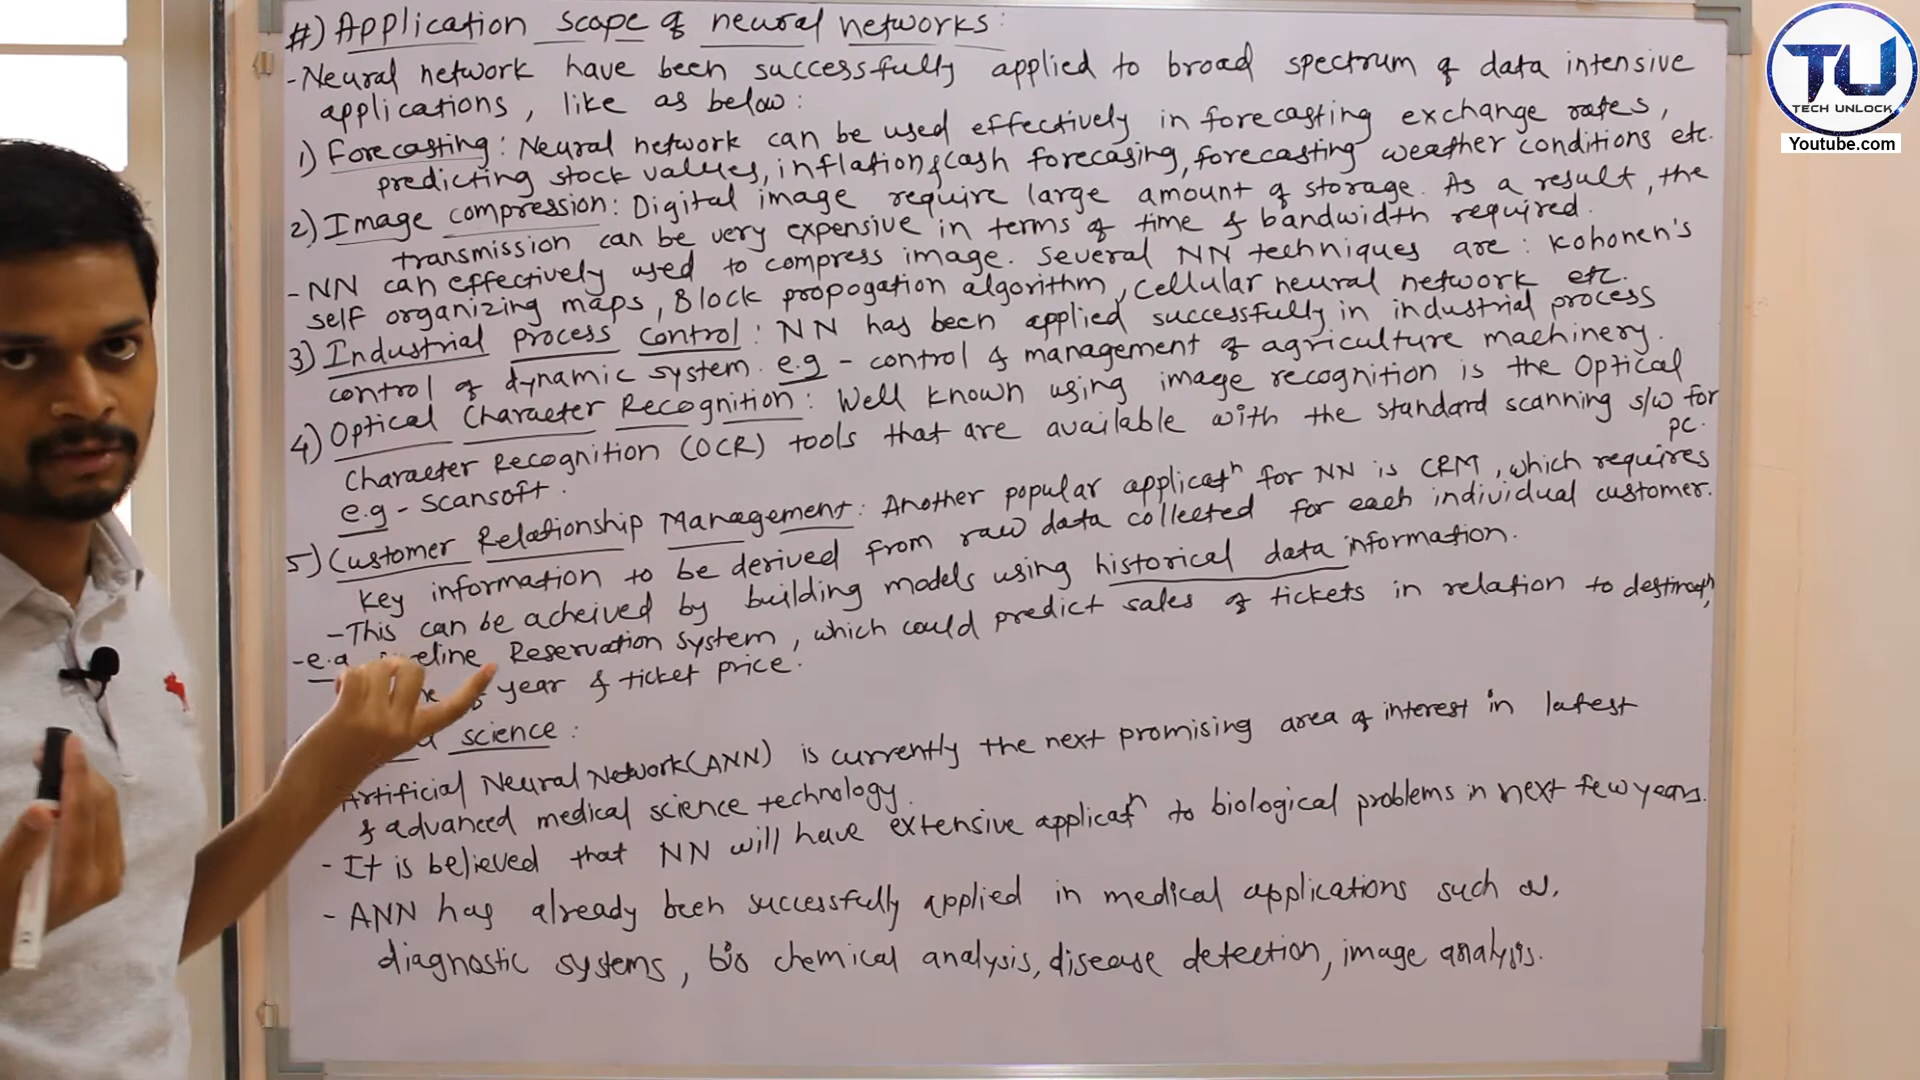 #) Application scope of neural networks:
- Neural network have been successfully applied to broad spectrum of data intensive
applications, like as below:
1) Forecasting: Neural network can be used effectively in forecasting exchange rates,
predicting stock values, inflation & cash forecasing, forecasting weather conditions etc.
2) Image compression: Digital image require large amount of storage. As a result, the
transmission can be very expensive in terms of time & bandwidth required.
- NN can effectively used to compress image. Several NN techniques are: Kohonen's
self organizing maps, Block propogation algorithm, Cellular neural network etc.
3) Industrial process control: NN has been applied successfully in industrial process
control of dynamic system. e.g - control & management of agriculture machinery.
4) Optical Character Recognition: Well known using image recognition is the Optical
Character Recognition (OCR) tools that are available with the standard scanning s/w for
PC.
e.g - Scansoft.
5) Customer Relationship Management: Another popular applicatn for NN is CRM, which requires
key information to be derived from raw data collected for each individual customer.
- This can be acheived by building models using historical data information.
- e.g Reservation system, which could predict sales of tickets in relation to destinatn,
year & ticket price.
science:
Artificial Neural Network (ANN) is currently the next promising area of interest in latest
& advanced medical science technology.
- It is believed that NN will have extensive applicatn to biological problems in next few years.
- ANN has already been successfully applied in medical applications such as,
diagnostic systems, bio chemical analysis, disease detection, image analysis.
TU
TECH UNLOCK
Youtube.com